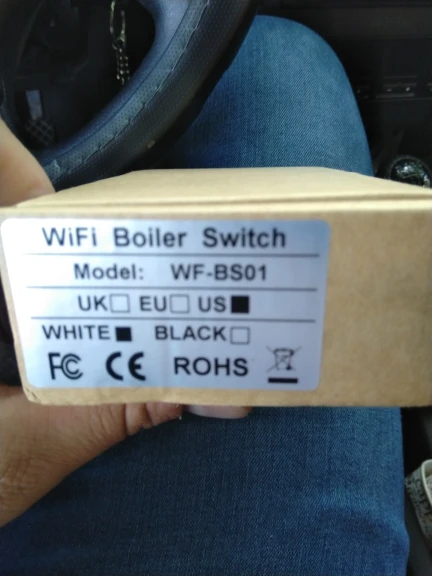 WiFi Boiler Switch
Model: WF-BS01
UK□ EU□ US■
WHITE■ BLACK□
FC CE ROHS